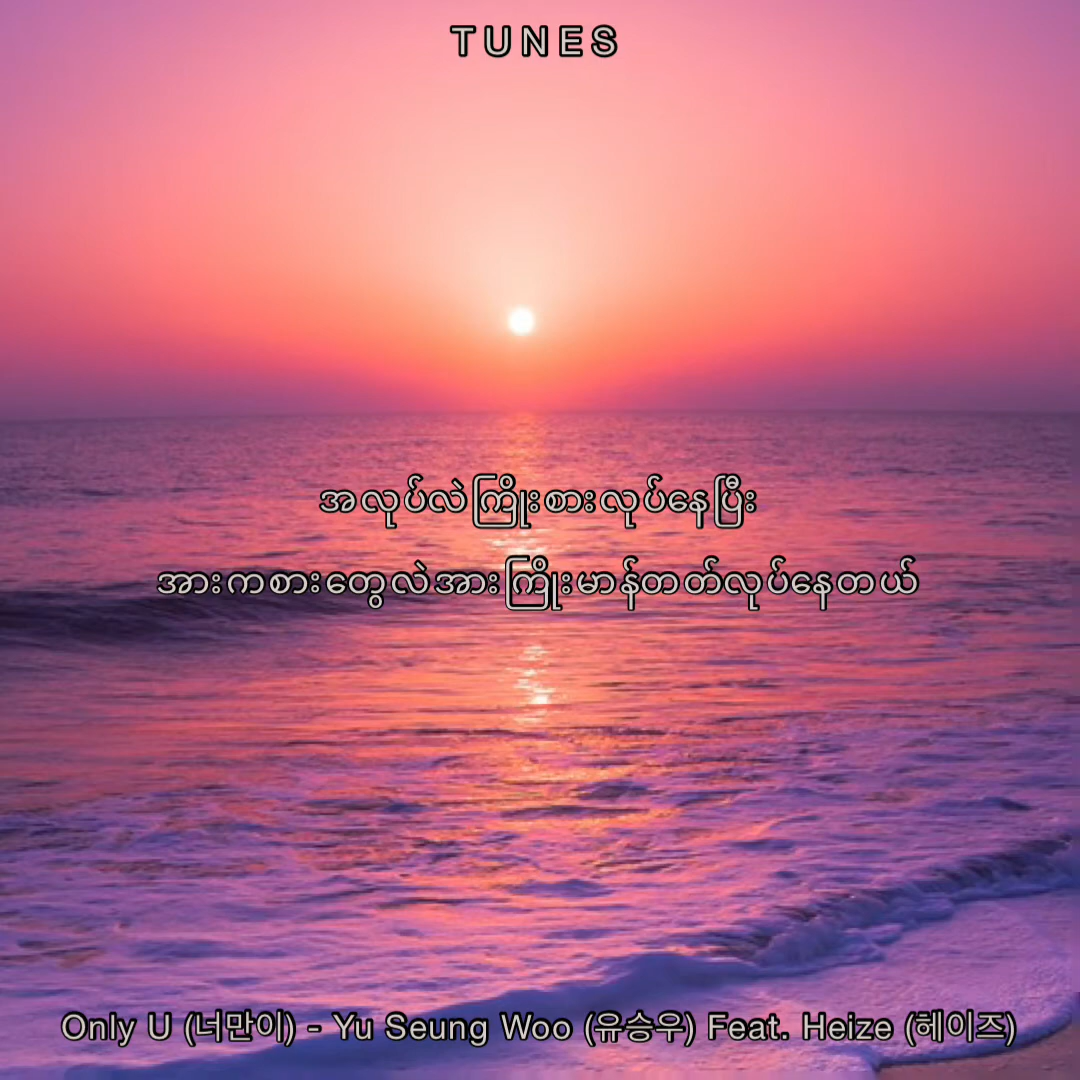 TUNES
အလုပ်လဲကြိုးစားလုပ်နေပြီး
အားကစားတွေလဲအားကြိုးမာန်တတ်လုပ်နေတယ်
Only U (너만이) - Yu Seung Woo (유승우) Feat. Heize (헤이즈)